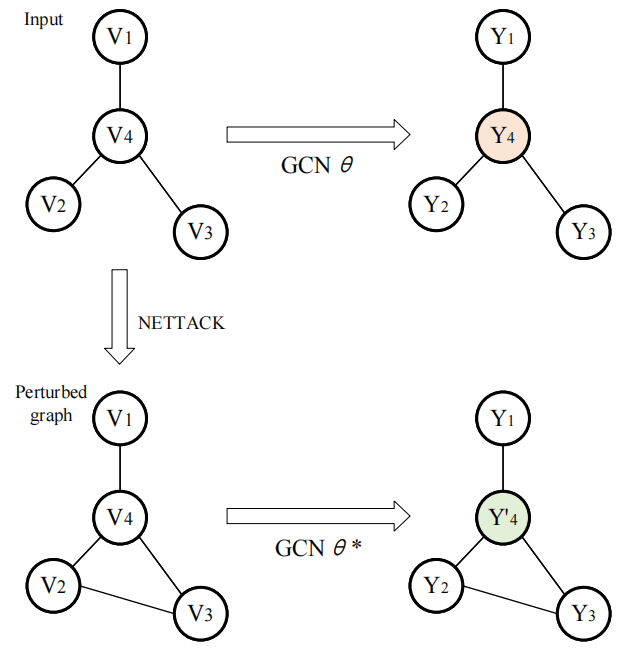 Input
V1
Y1
V4
Y4
GCN θ
V2
Y2
V3
Y3
NETTACK
Perturbed
graph
V1
Y1
V4
Y'4
GCN θ *
V2
Y2
V3
Y3